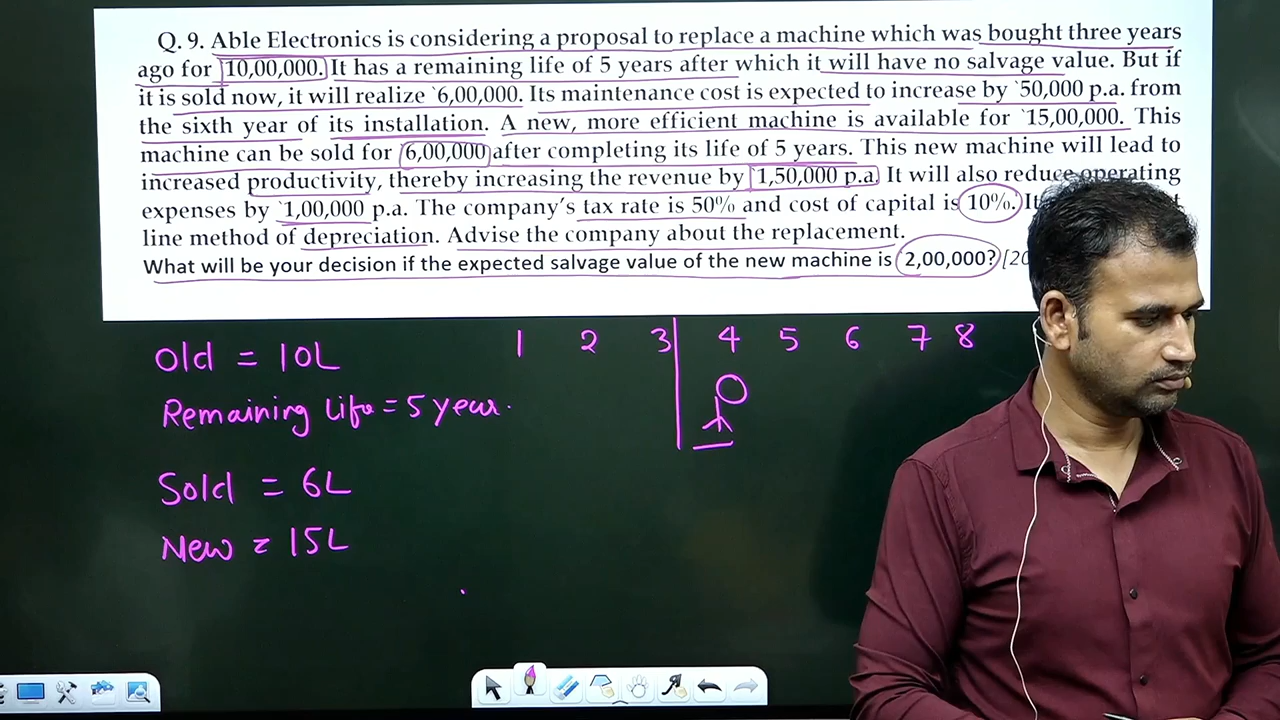 Q. 9. Able Electronics is considering a proposal to replace a machine which was bought three years
ago for 10,00,000. It has a remaining life of 5 years after which it will have no salvage value. But if
it is sold now, it will realize `6,00,000. Its maintenance cost is expected to increase by `50,000 p.a. from
the sixth year of its installation. A new, more efficient machine is available for `15,00,000. This
machine can be sold for 6,00,000 after completing its life of 5 years. This new machine will lead to
increased productivity, thereby increasing the revenue by `1,50,000 p.a. It will also reduce operating
expenses by `1,00,000 p.a. The company's tax rate is 50% and cost of capital is 10%.
line method of depreciation. Advise the company about the replacement.
What will be your decision if the expected salvage value of the new machine is 2,00,000?
Old = 10L
1 2 3 4 5 6 7 8
Remaining Life = 5 year.
Sold = 6L
New = 15L